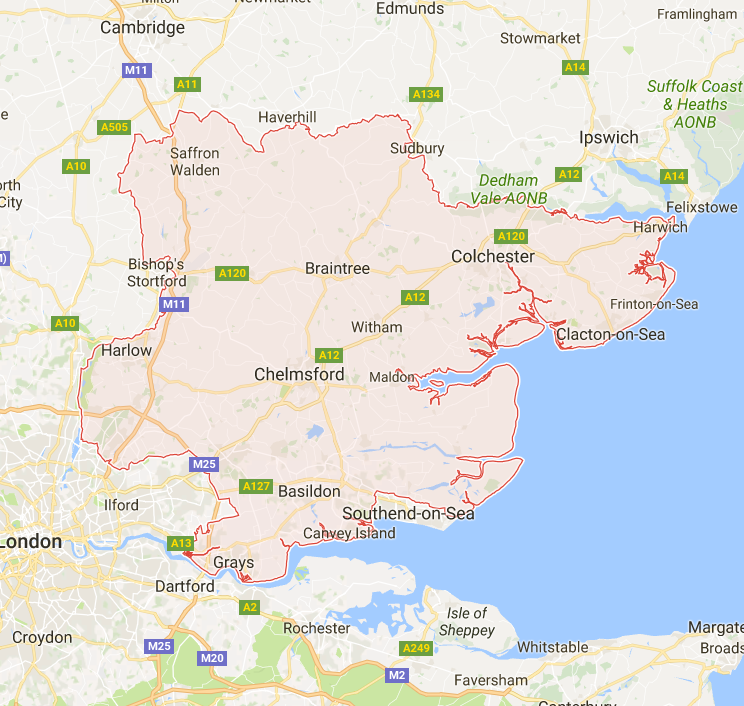 Milton
Newmarket
Edmunds
Framlingham
Cambridge
Stowmarket
M11
A11
A14
A134
Suffolk Coast
& Heaths
AONB
A505
Haverhill
Ipswich
A10
Saffron
Walden
Sudbury
orth
City
Dedham
Vale AONB
A12
A14
Felixstowe
Harwich
A120
Colchester
Bishop's
Stortford
A120
Braintree
M11
A12
Frinton-on-Sea
A10
Witham
Clacton-on-Sea
Harlow
A12
Chelmsford
Maldon
M25
A127
Basildon
Ilford
Southend-on-Sea
London
A13
Canvey Island
Grays
Dartford
A2
Isle of
Sheppey
Rochester
Croydon
M25
M20
A249
Whitstable
Margate
Broads
M2
Faversham
Canterbury